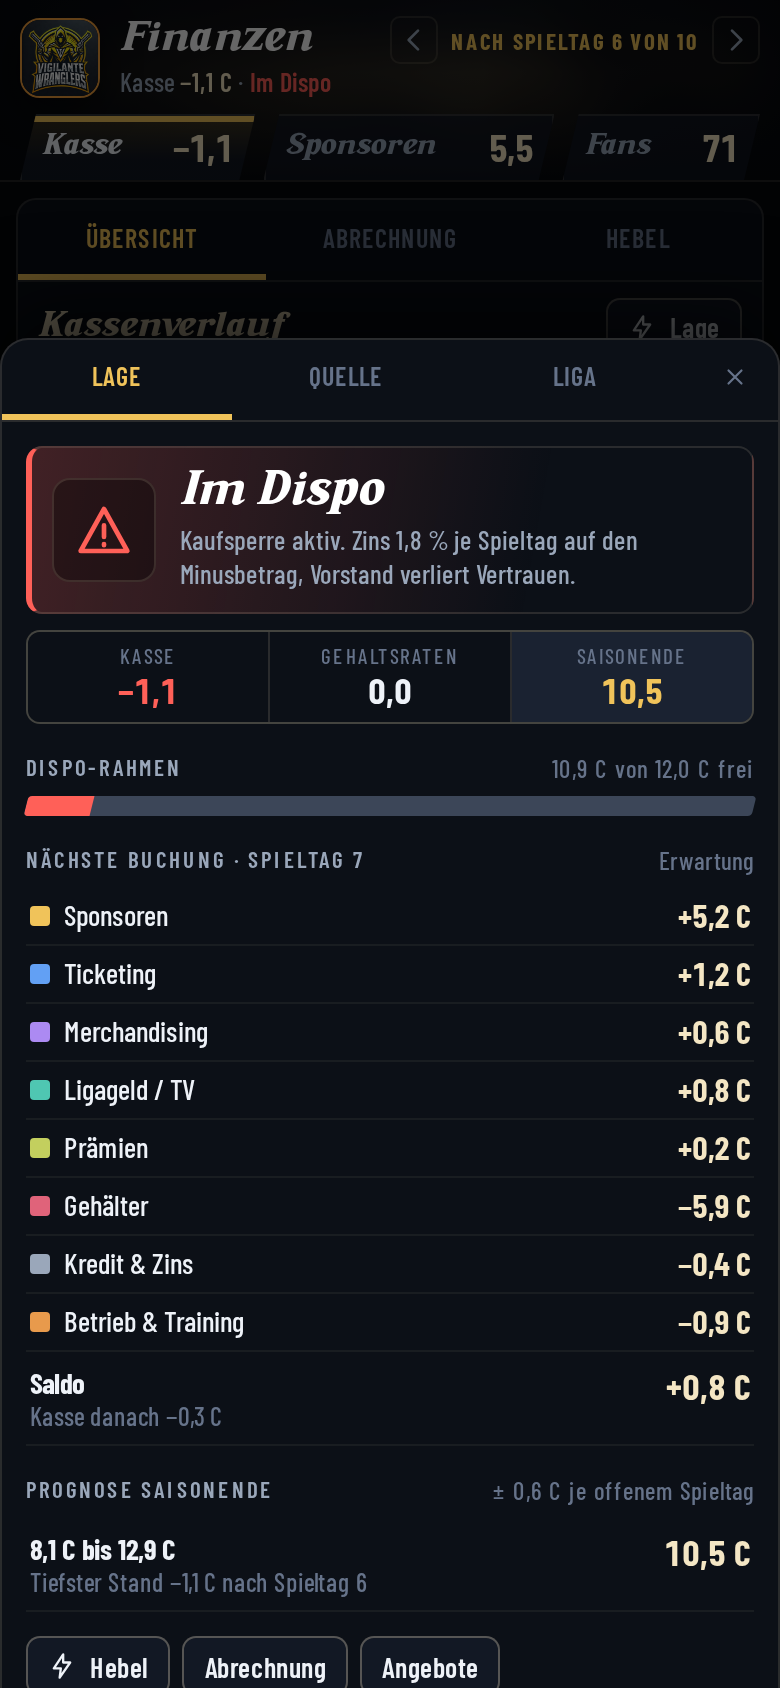 VIGILANTE
WRANGLERS
Finanzen
NACH SPIELTAG 6 VON 10
Kasse −1,1 C · Im Dispo
Kasse −1,1
Sponsoren 5,5
Fans 71
ÜBERSICHT ABRECHNUNG HEBEL
Kassenverlauf
Lage
LAGE QUELLE LIGA
Im Dispo
Kaufsperre aktiv. Zins 1,8 % je Spieltag auf den
Minusbetrag, Vorstand verliert Vertrauen.
KASSE GEHALTSRATEN SAISONENDE
−1,1 0,0 10,5
DISPO-RAHMEN 10,9 C von 12,0 C frei
NÄCHSTE BUCHUNG · SPIELTAG 7 Erwartung
Sponsoren +5,2 C
Ticketing +1,2 C
Merchandising +0,6 C
Ligageld / TV +0,8 C
Prämien +0,2 C
Gehälter −5,9 C
Kredit & Zins −0,4 C
Betrieb & Training −0,9 C
Saldo +0,8 C
Kasse danach −0,3 C
PROGNOSE SAISONENDE ± 0,6 C je offenem Spieltag
8,1 C bis 12,9 C 10,5 C
Tiefster Stand −1,1 C nach Spieltag 6
Hebel Abrechnung Angebote